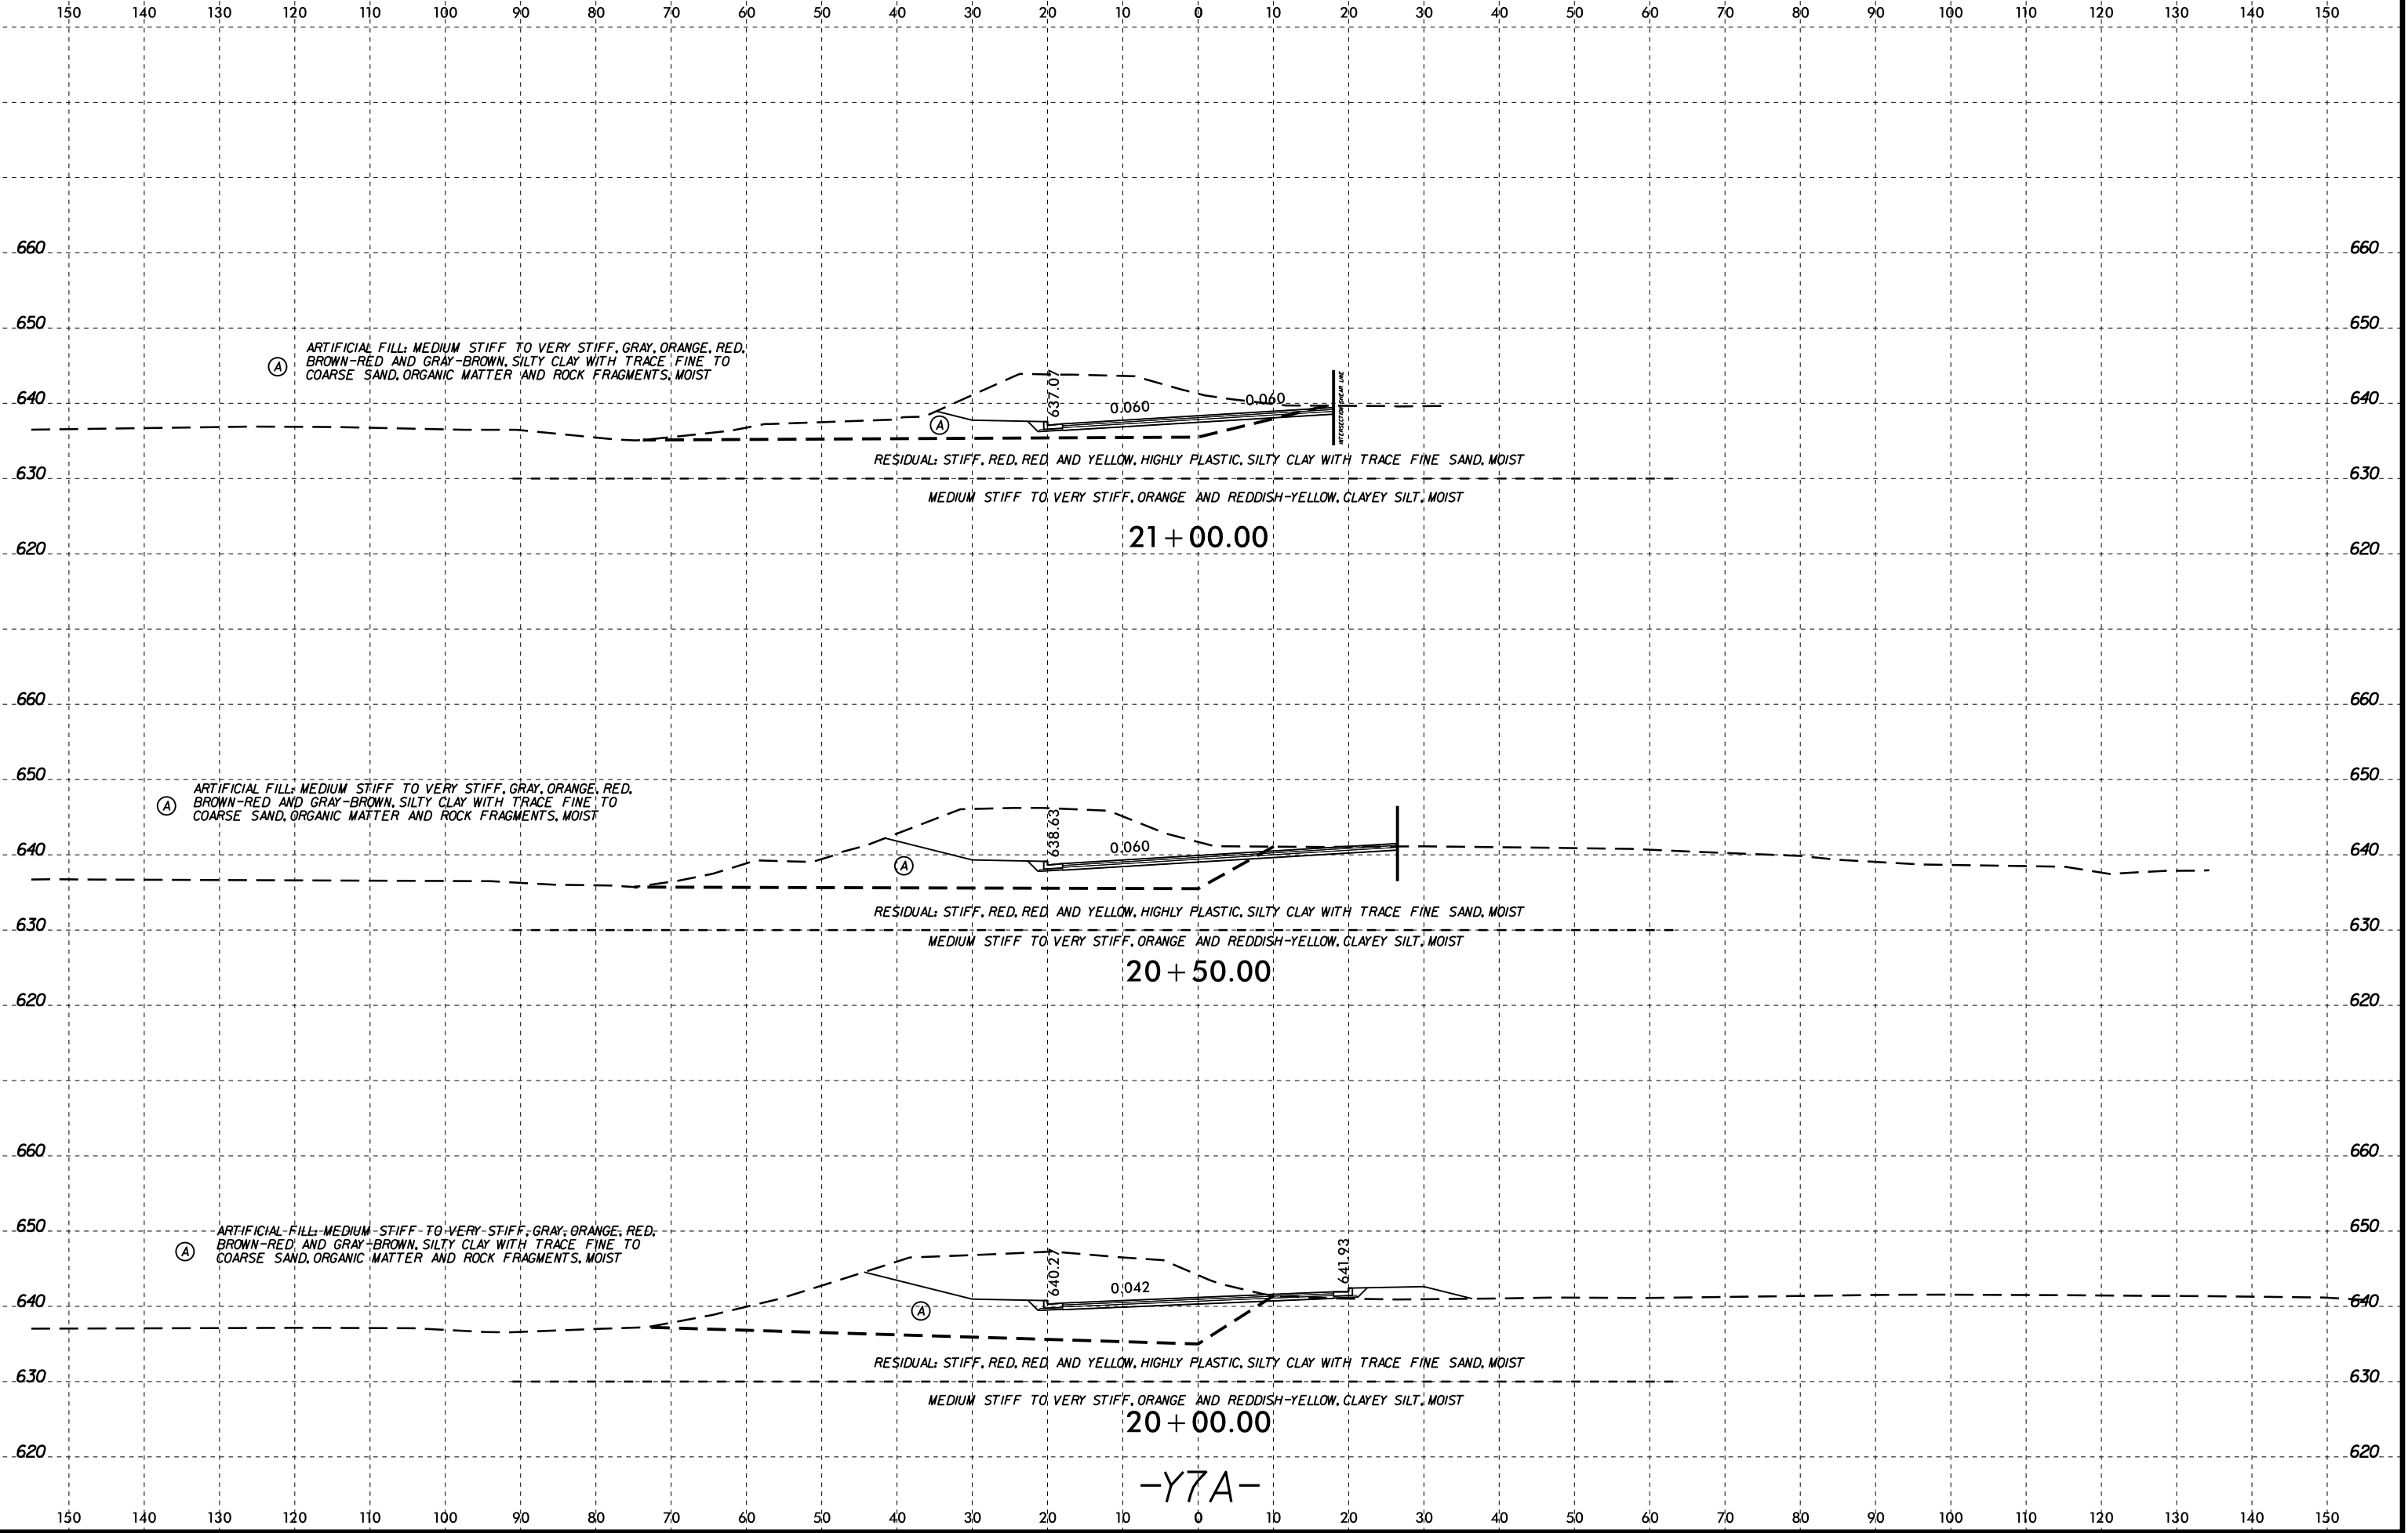 150 140 130 120 110 100 90 80 70 60 50 40 30 20 10 0 10 20 30 40 50 60 70 80 90 100 110 120 130 140 150
660 660
650 650
ARTIFICIAL FILL: MEDIUM STIFF TO VERY STIFF, GRAY, ORANGE, RED,
BROWN-RED AND GRAY-BROWN, SILTY CLAY WITH TRACE FINE TO
A
COARSE SAND, ORGANIC MATTER AND ROCK FRAGMENTS, MOIST
637.07
INTERSECTION SHEAR LINE
640 0.060 0.060 640
A
RESIDUAL: STIFF, RED, RED AND YELLOW, HIGHLY PLASTIC, SILTY CLAY WITH TRACE FINE SAND, MOIST
630 630
MEDIUM STIFF TO VERY STIFF, ORANGE AND REDDISH-YELLOW, CLAYEY SILT, MOIST
21+00.00
620 620
660 660
650 650
ARTIFICIAL FILL: MEDIUM STIFF TO VERY STIFF, GRAY, ORANGE, RED,
BROWN-RED AND GRAY-BROWN, SILTY CLAY WITH TRACE FINE TO
A
COARSE SAND, ORGANIC MATTER AND ROCK FRAGMENTS, MOIST
638.63
640 0.060 640
A
RESIDUAL: STIFF, RED, RED AND YELLOW, HIGHLY PLASTIC, SILTY CLAY WITH TRACE FINE SAND, MOIST
630 630
MEDIUM STIFF TO VERY STIFF, ORANGE AND REDDISH-YELLOW, CLAYEY SILT, MOIST
20+50.00
620 620
660 660
650 650
ARTIFICIAL FILL: MEDIUM STIFF TO VERY STIFF, GRAY, ORANGE, RED,
BROWN-RED AND GRAY-BROWN, SILTY CLAY WITH TRACE FINE TO
A
COARSE SAND, ORGANIC MATTER AND ROCK FRAGMENTS, MOIST
640.27 641.93
0.042
640 640
A
RESIDUAL: STIFF, RED, RED AND YELLOW, HIGHLY PLASTIC, SILTY CLAY WITH TRACE FINE SAND, MOIST
630 630
MEDIUM STIFF TO VERY STIFF, ORANGE AND REDDISH-YELLOW, CLAYEY SILT, MOIST
20+00.00
620 620
-Y7A-
150 140 130 120 110 100 90 80 70 60 50 40 30 20 10 0 10 20 30 40 50 60 70 80 90 100 110 120 130 140 150